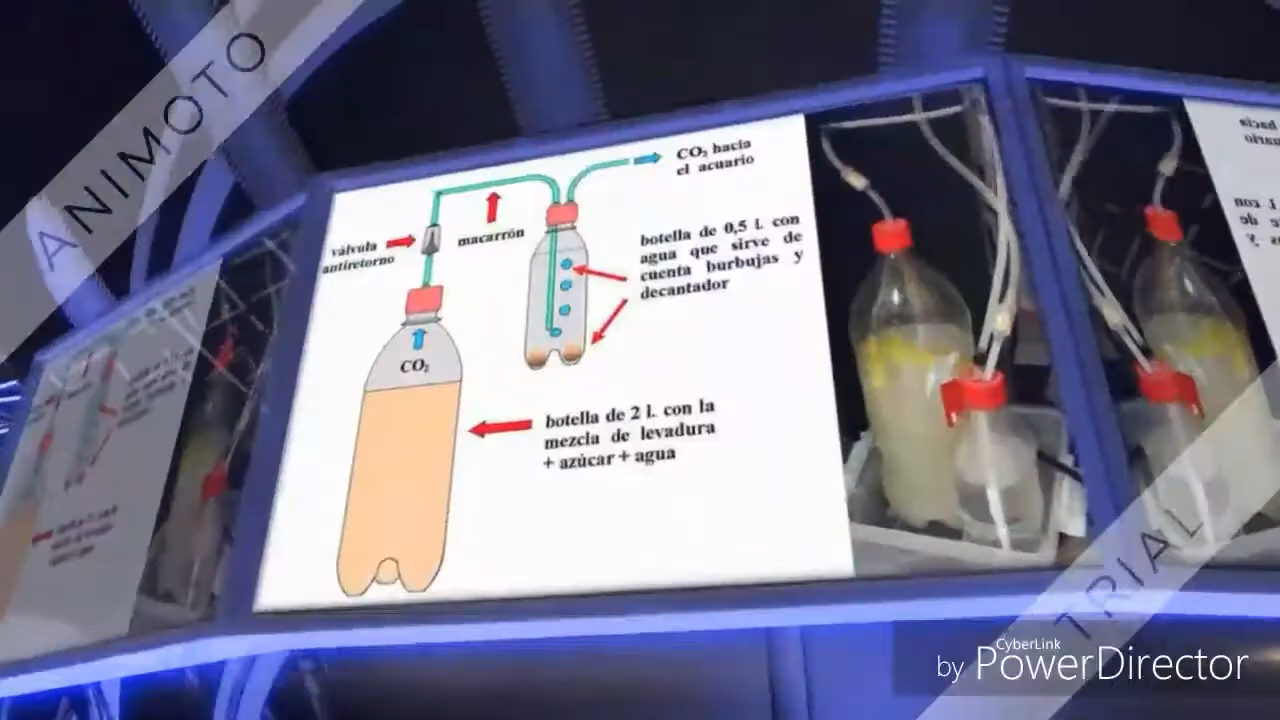 ANIMOTO
CO₂ hacia
el acuario
válvula
antiretorno
macarrón
botella de 0,5 l. con
agua que sirve de
cuenta burbujas y
decantador
CO₂
botella de 2 l. con la
mezcla de levadura
+ azúcar + agua
TRIAL
CyberLink
by PowerDirector